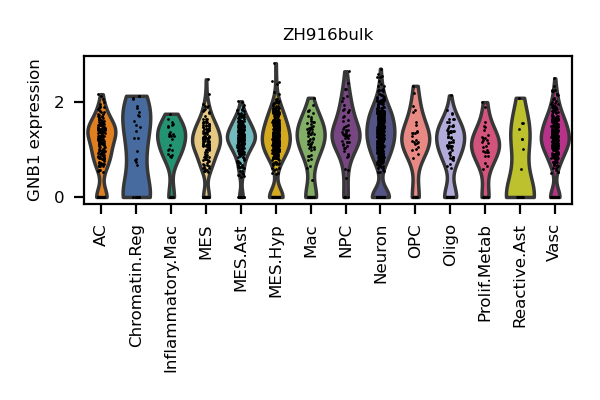 ZH916bulk
GNB1 expression
2
0
AC
Chromatin.Reg
Inflammatory.Mac
MES
MES.Ast
MES.Hyp
Mac
NPC
Neuron
OPC
Oligo
Prolif.Metab
Reactive.Ast
Vasc